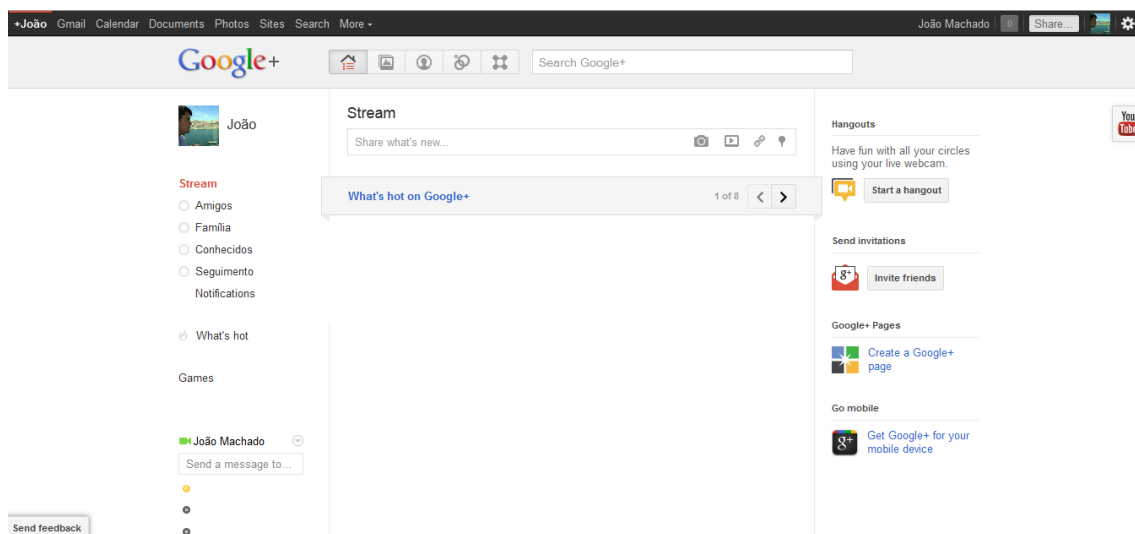 +João Gmail Calendar Documents Photos Sites Search More
João Machado 0 Share...
Google+
Search Google+
João
Stream
Share what's new...
Stream
Amigos
Família
Conhecidos
Seguimento
Notifications
What's hot
Games
What's hot on Google+ 1 of 8
João Machado
Send a message to...
Send feedback
Hangouts
Have fun with all your circles
using your live webcam.
Start a hangout
Send invitations
g+
Invite friends
Google+ Pages
Create a Google+
page
Go mobile
g+
Get Google+ for your
mobile device
You
Tube